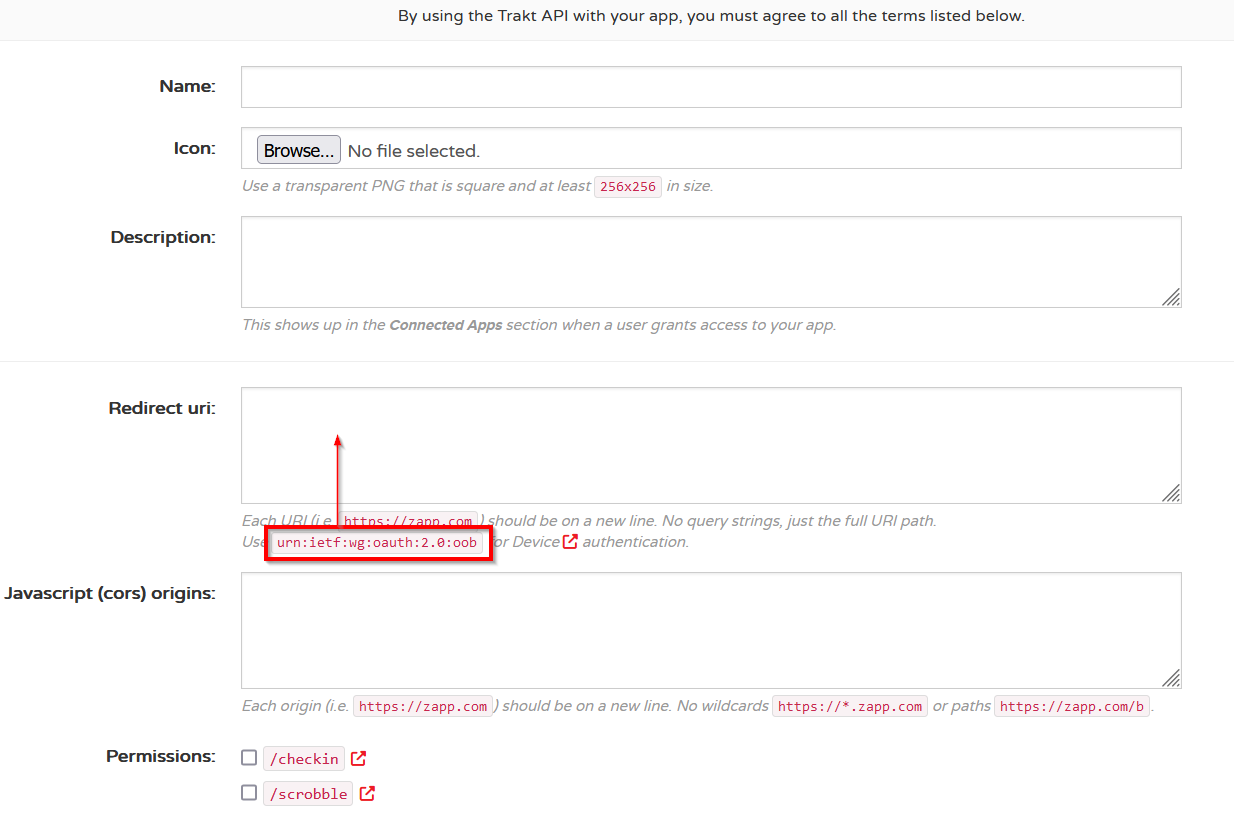 By using the Trakt API with your app, you must agree to all the terms listed below.
Name:
Icon:
Browse... No file selected.
Use a transparent PNG that is square and at least 256x256 in size.
Description:
This shows up in the Connected Apps section when a user grants access to your app.
Redirect uri:
Each URI (i.e. https://zapp.com) should be on a new line. No query strings, just the full URI path.
Use urn:ietf:wg:oauth:2.0:oob for Device authentication.
Javascript (cors) origins:
Each origin (i.e. https://zapp.com) should be on a new line. No wildcards https://*.zapp.com or paths https://zapp.com/b.
Permissions:
/checkin
/scrobble